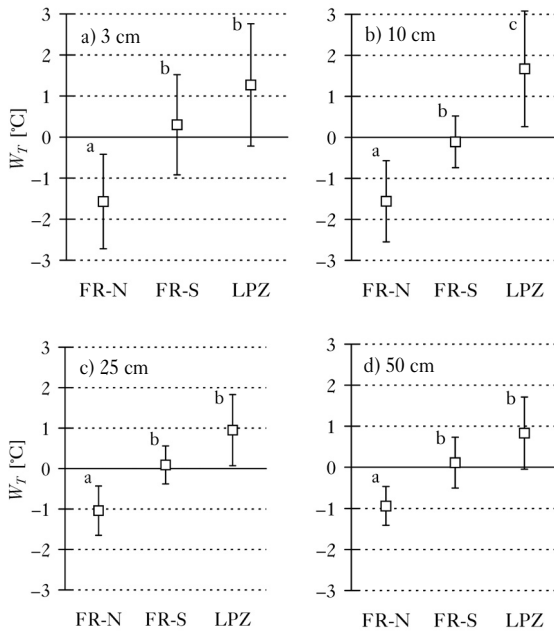 a) 3 cm
3
2
1
0
−1
−2
−3
W_T [°C]
a
b
b
FR-N FR-S LPZ
b) 10 cm
3
2
1
0
−1
−2
−3
a
b
c
FR-N FR-S LPZ
c) 25 cm
3
2
1
0
−1
−2
−3
W_T [°C]
a
b
b
FR-N FR-S LPZ
d) 50 cm
3
2
1
0
−1
−2
−3
a
b
b
FR-N FR-S LPZ